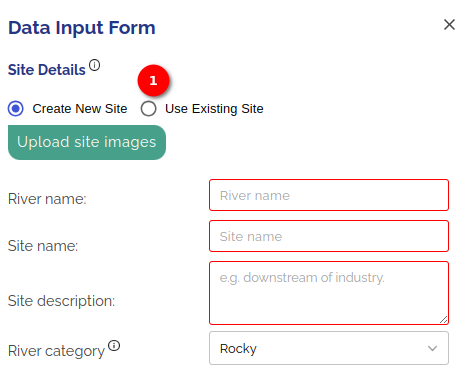 Data Input Form
Site Details
1
Create New Site Use Existing Site
Upload site images
River name: River name
Site name: Site name
Site description: e.g. downstream of industry.
River category Rocky